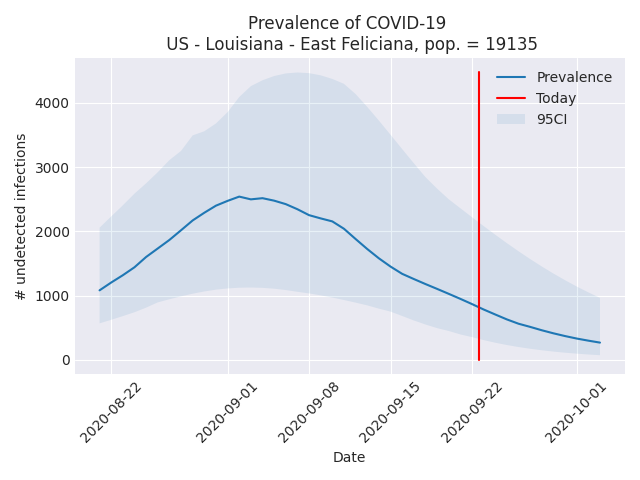 Prevalence of COVID-19
US - Louisiana - East Feliciana, pop. = 19135
# undetected infections
4000
3000
2000
1000
0
Prevalence
Today
95CI
2020-08-22
2020-09-01
2020-09-08
2020-09-15
2020-09-22
2020-10-01
Date